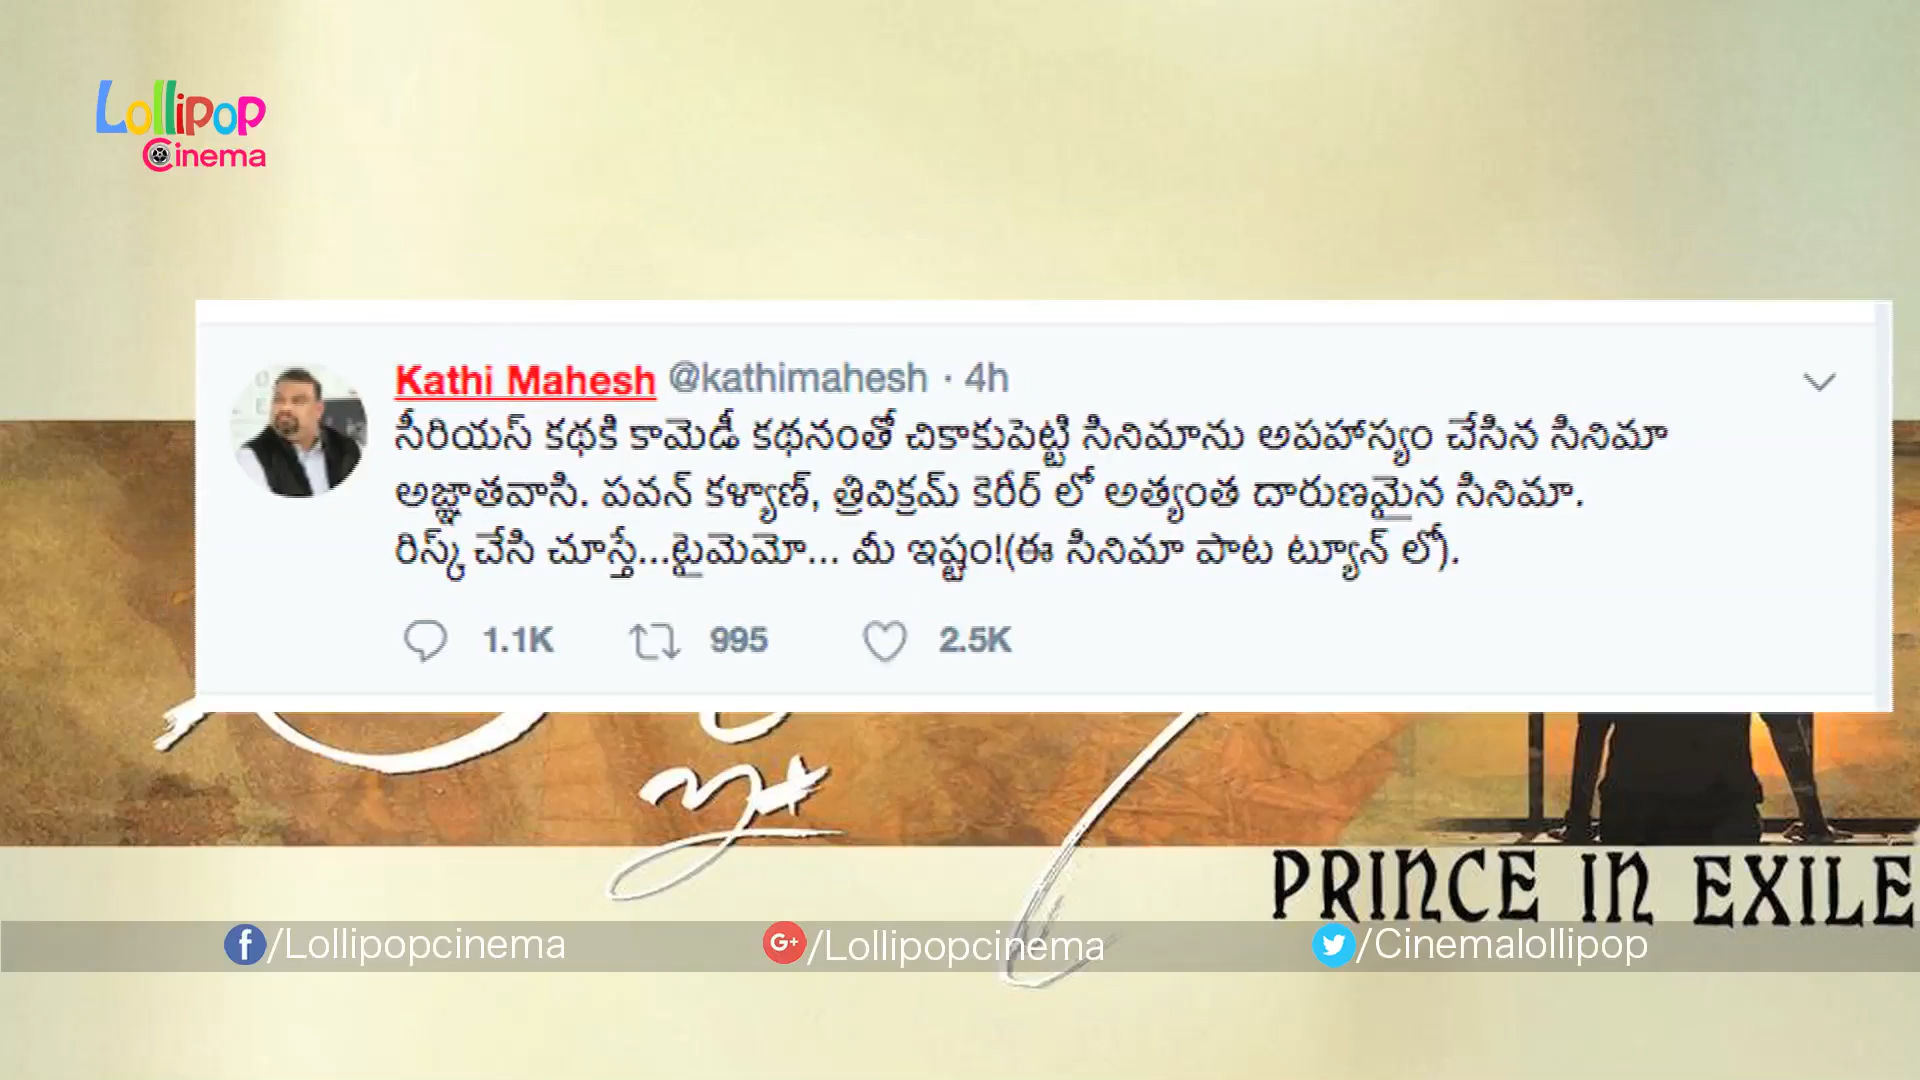 Lollipop
Cinema
Kathi Mahesh @kathimahesh · 4h
సీరియస్ కథకి కామెడీ కథనంతో చికాకుపెట్టి సినిమాను అపహాస్యం చేసిన సినిమా
అజ్ఞాతవాసి. పవన్ కళ్యాణ్, త్రివిక్రమ్ కెరీర్ లో అత్యంత దారుణమైన సినిమా.
రిస్క్ చేసి చూస్తే...టైమెమో... మీ ఇష్టం!(ఈ సినిమా పాట ట్యూన్ లో).
1.1K 995 2.5K
PRINCE IN EXILE
/Lollipopcinema /Lollipopcinema /Cinemalollipop